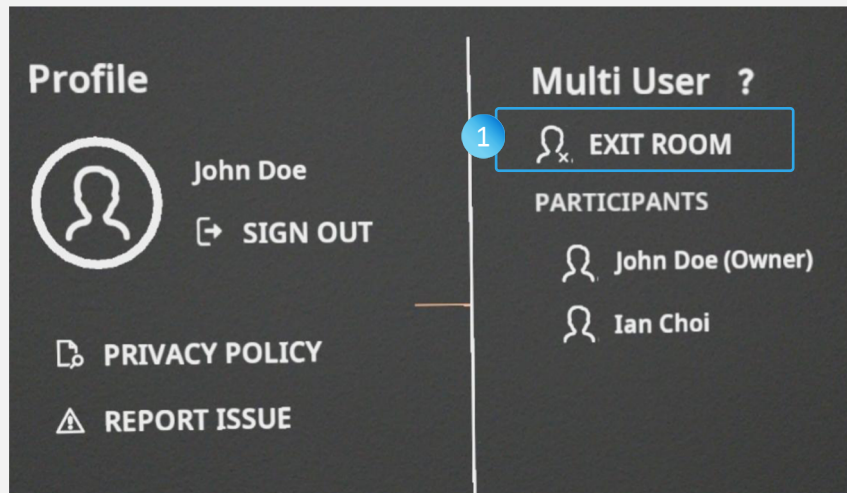 Profile
John Doe
SIGN OUT
PRIVACY POLICY
REPORT ISSUE
Multi User ?
1
EXIT ROOM
PARTICIPANTS
John Doe (Owner)
Ian Choi